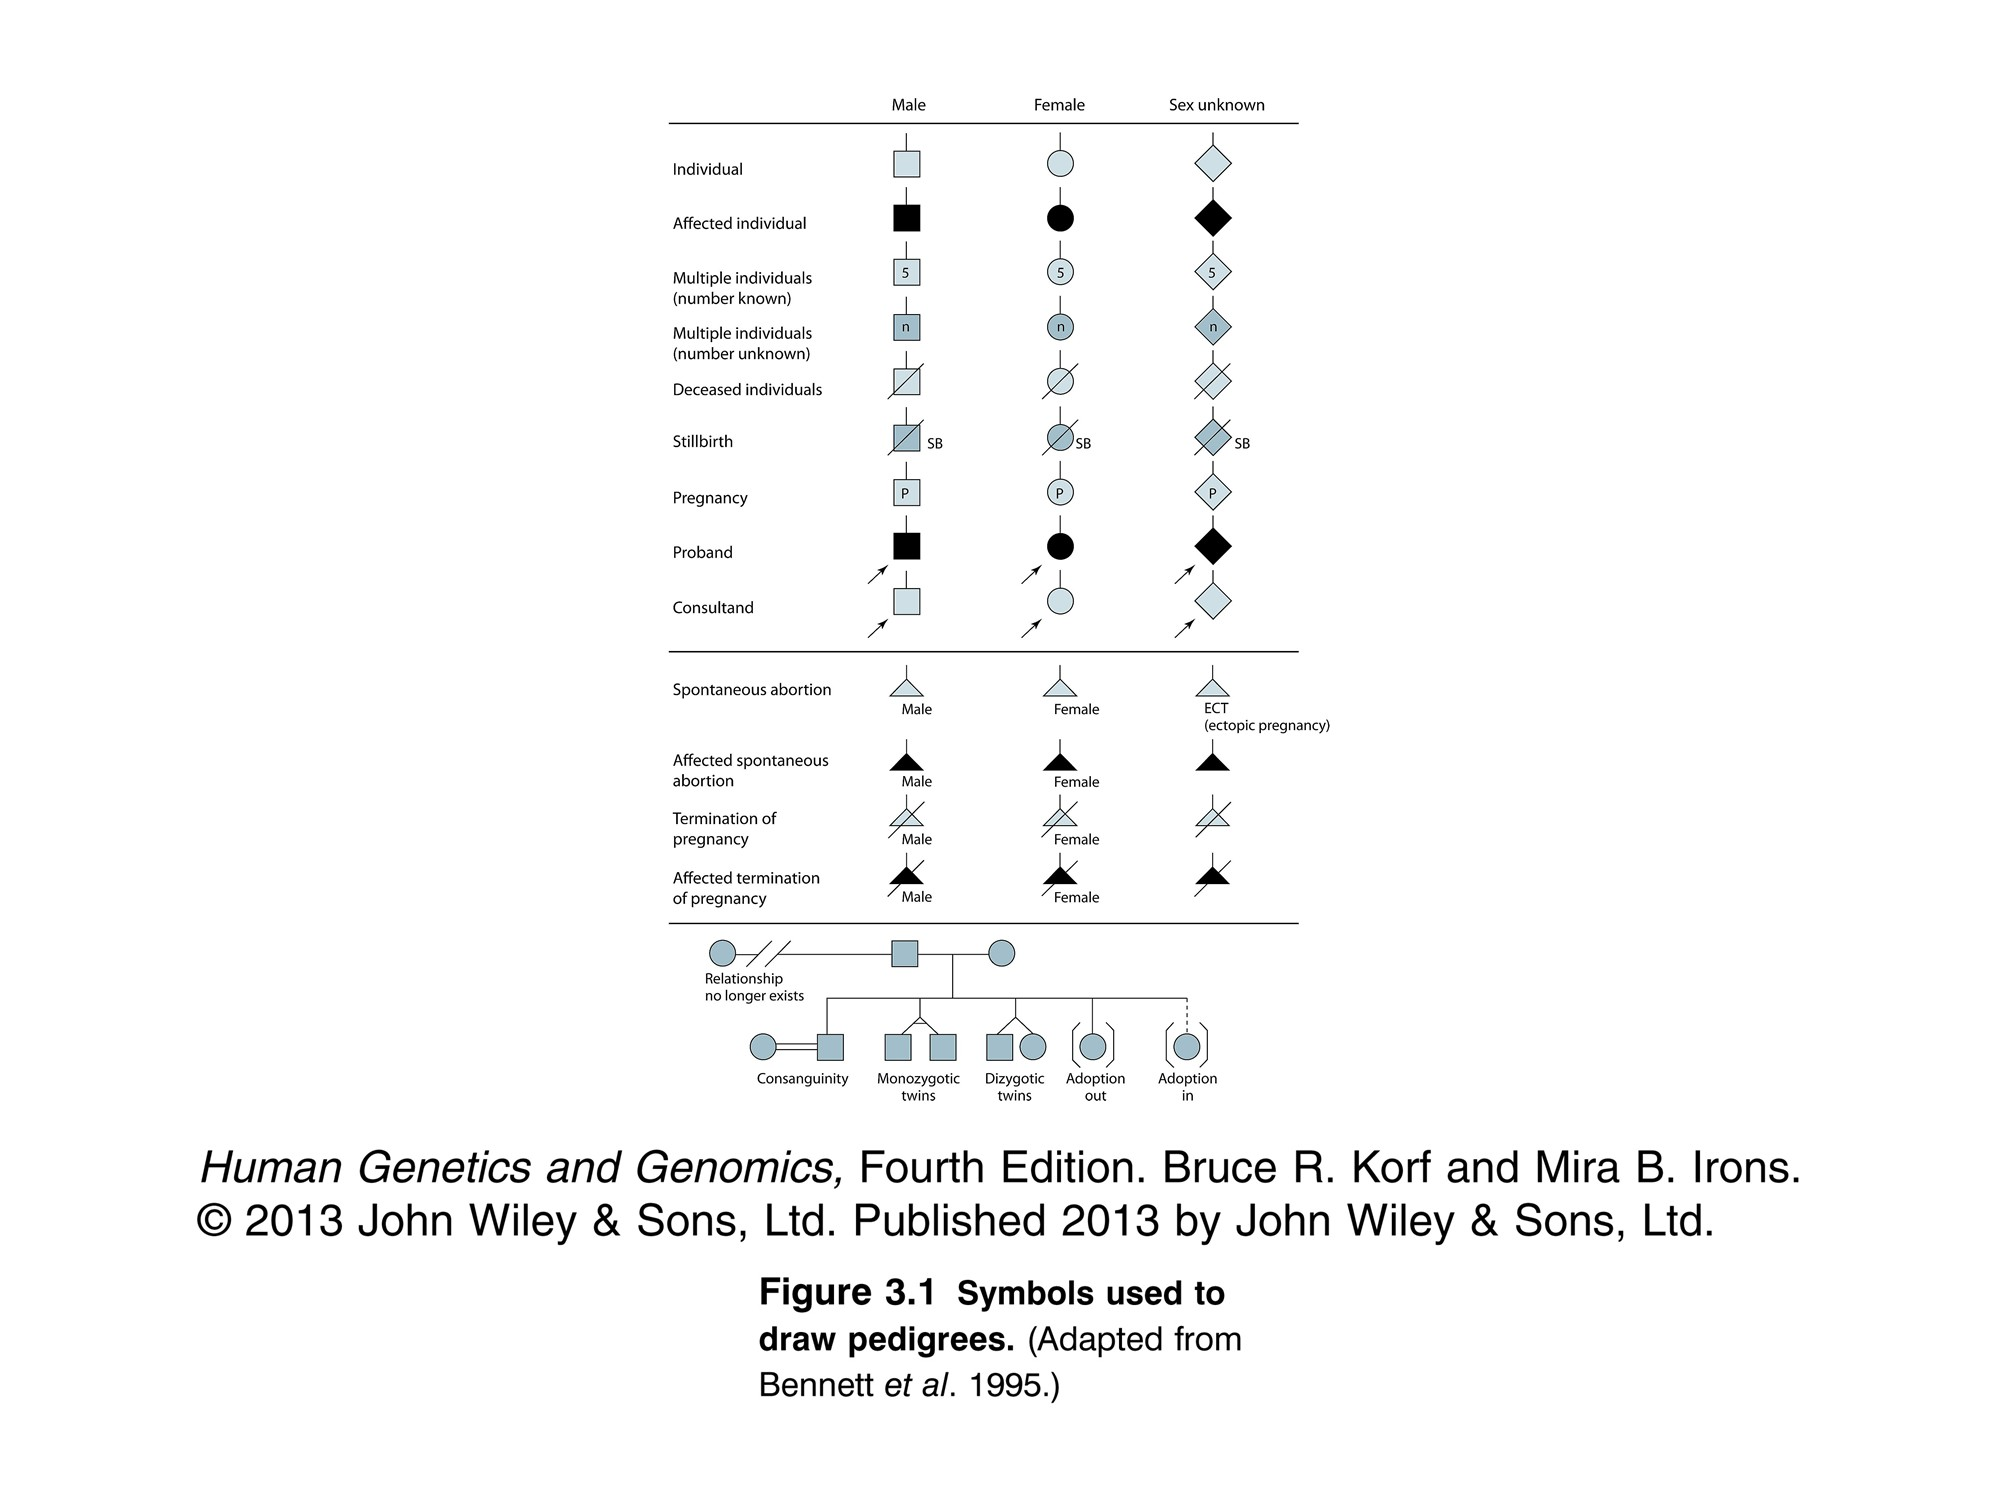 Male Female Sex unknown
Individual
Affected individual
Multiple individuals 5 5 5
(number known)
Multiple individuals n n n
(number unknown)
Deceased individuals
Stillbirth SB SB SB
Pregnancy P P P
Proband
Consultand
Spontaneous abortion
Male Female ECT
(ectopic pregnancy)
Affected spontaneous
abortion Male Female
Termination of
pregnancy Male Female
Affected termination
of pregnancy Male Female
Relationship
no longer exists
Consanguinity Monozygotic Dizygotic Adoption Adoption
twins twins out in
Human Genetics and Genomics, Fourth Edition. Bruce R. Korf and Mira B. Irons.
© 2013 John Wiley & Sons, Ltd. Published 2013 by John Wiley & Sons, Ltd.
Figure 3.1 Symbols used to
draw pedigrees. (Adapted from
Bennett et al. 1995.)